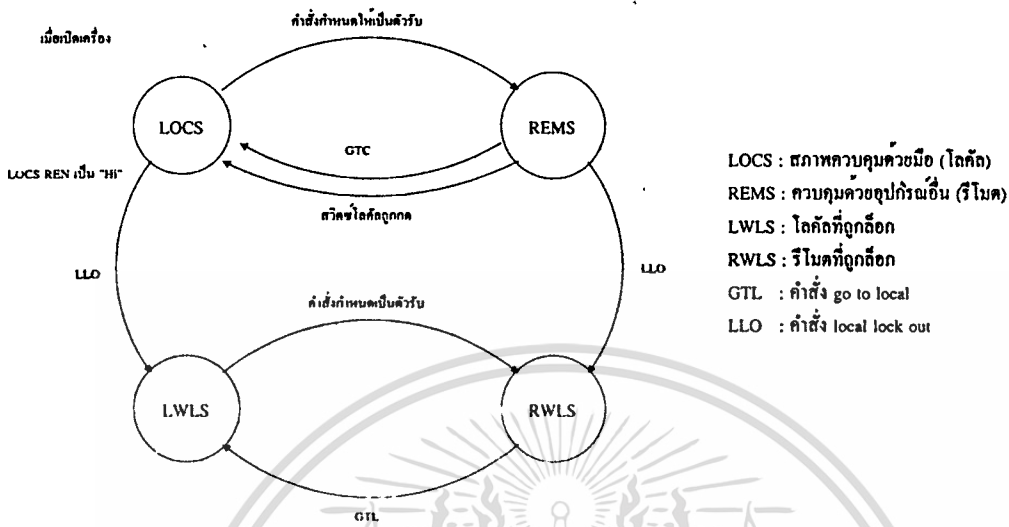 คำสั่งกำหนดให้เป็นตัวรับ
เมื่อเปิดเครื่อง
LOCS
REMS
GTC
LOCS REN เป็น "Hi"
สวิตซ์โลคัลถูกกด
LLO
LLO
คำสั่งกำหนดเป็นตัวรับ
LWLS
RWLS
GTL
LOCS : สภาพควบคุมด้วยมือ (โลคัล)
REMS : ควบคุมด้วยอุปกรณ์อื่น (รีโมต)
LWLS : โลคัลที่ถูกล็อก
RWLS : รีโมตที่ถูกล็อก
GTL : คำสั่ง go to local
LLO : คำสั่ง local lock out